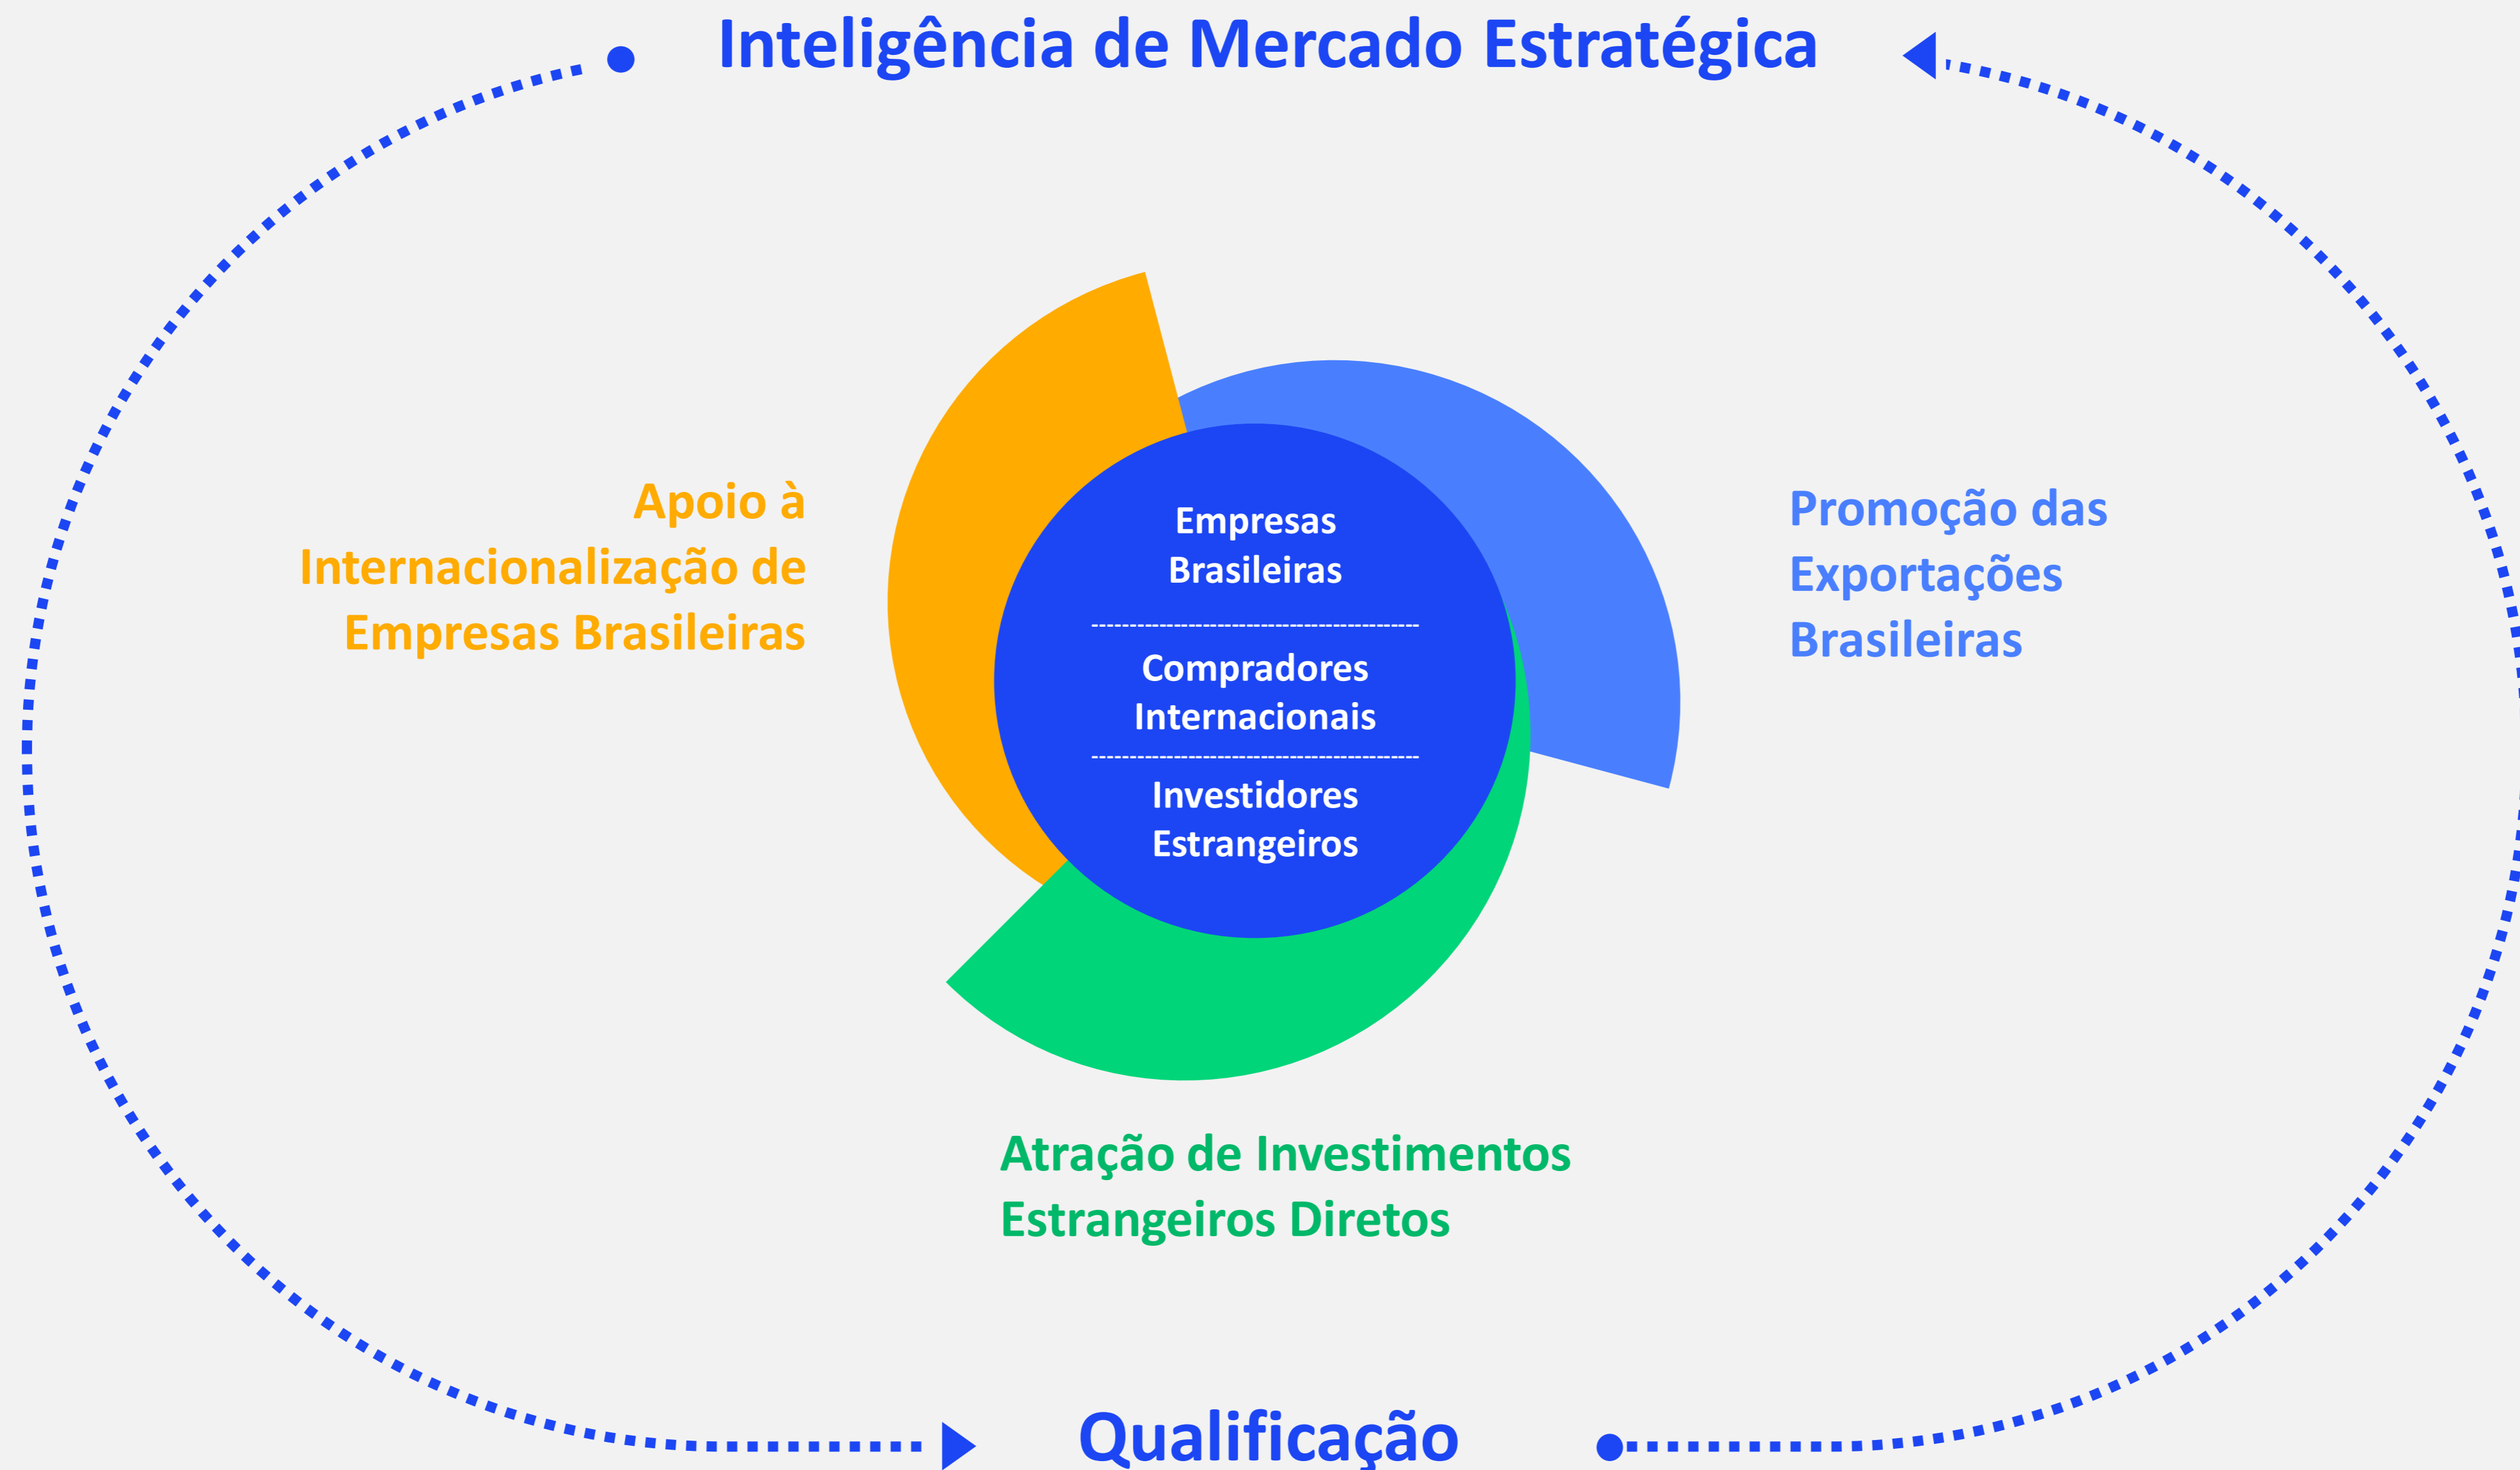 Inteligência de Mercado Estratégica
Apoio à
Internacionalização de
Empresas Brasileiras
Empresas
Brasileiras
Compradores
Internacionais
Investidores
Estrangeiros
Promoção das
Exportações
Brasileiras
Atração de Investimentos
Estrangeiros Diretos
Qualificação